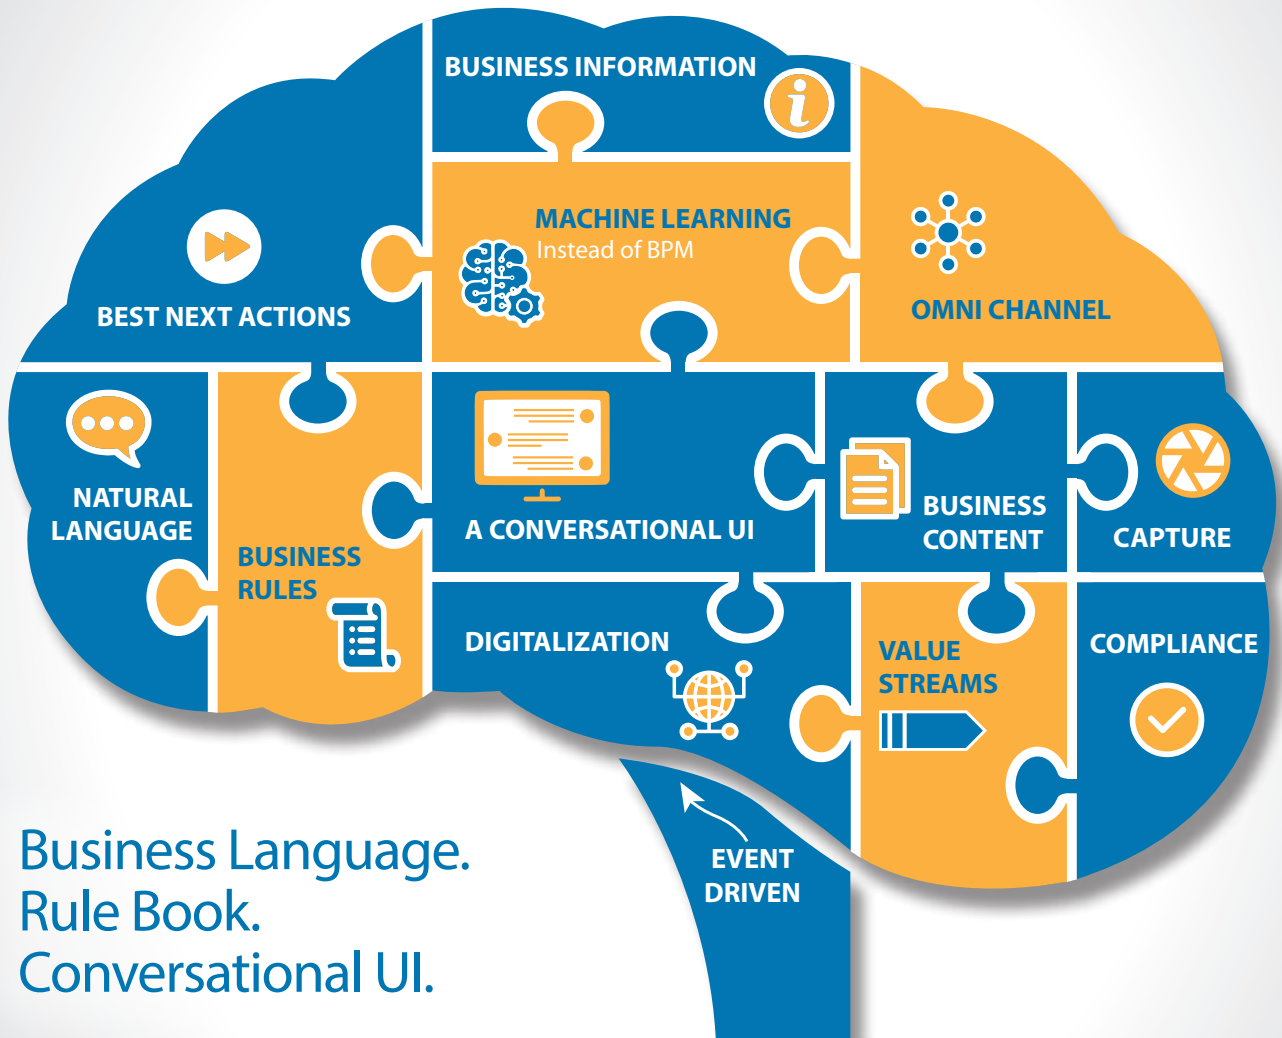 BUSINESS INFORMATION
MACHINE LEARNING
Instead of BPM
BEST NEXT ACTIONS
OMNI CHANNEL
NATURAL
LANGUAGE
BUSINESS
RULES
A CONVERSATIONAL UI
BUSINESS
CONTENT
CAPTURE
DIGITALIZATION
VALUE
STREAMS
COMPLIANCE
EVENT
DRIVEN
Business Language.
Rule Book.
Conversational UI.